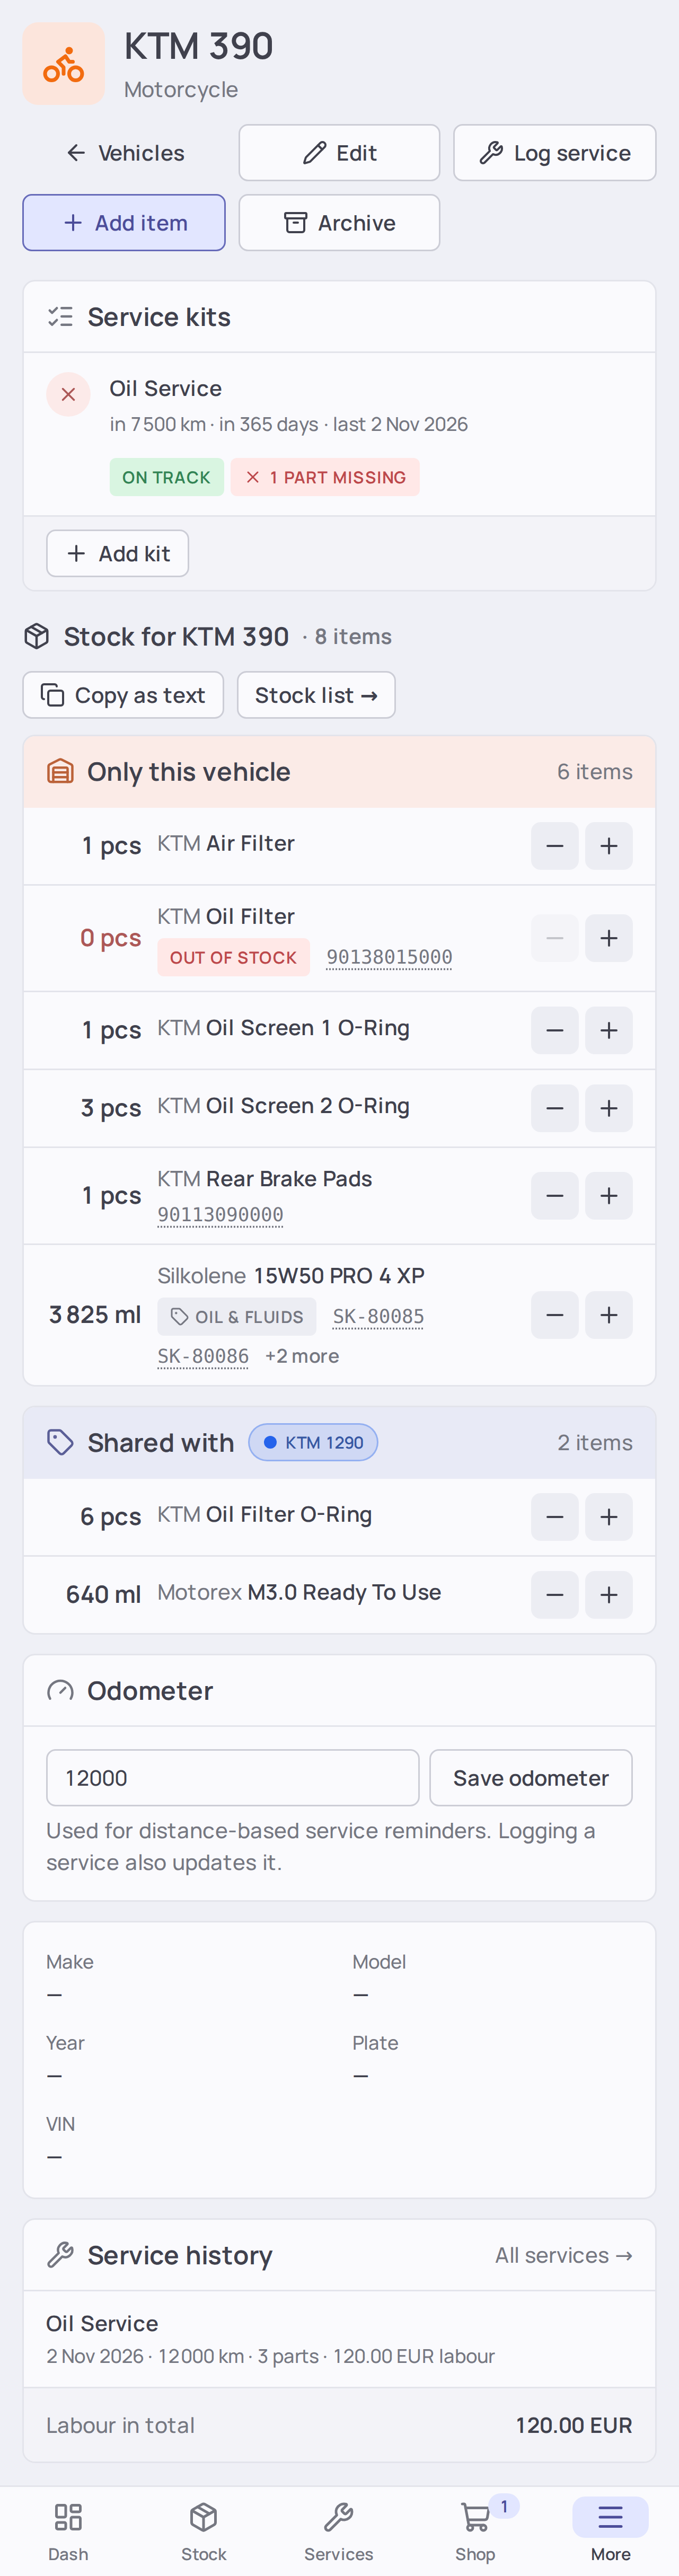 KTM 390
Motorcycle
Vehicles
Edit
Log service
Add item
Archive
Service kits
Oil Service
in 7 500 km · in 365 days · last 2 Nov 2026
ON TRACK
1 PART MISSING
Add kit
Stock for KTM 390 · 8 items
Copy as text
Stock list →
Only this vehicle
6 items
1 pcs
KTM Air Filter
0 pcs
KTM Oil Filter
OUT OF STOCK
90138015000
1 pcs
KTM Oil Screen 1 O-Ring
3 pcs
KTM Oil Screen 2 O-Ring
1 pcs
KTM Rear Brake Pads
90113090000
3 825 ml
Silkolene 15W50 PRO 4 XP
OIL & FLUIDS
SK-80085
SK-80086
+2 more
Shared with
KTM 1290
2 items
6 pcs
KTM Oil Filter O-Ring
640 ml
Motorex M3.0 Ready To Use
Odometer
12000
Save odometer
Used for distance-based service reminders. Logging a
service also updates it.
Make
—
Model
—
Year
—
Plate
—
VIN
—
Service history
All services →
Oil Service
2 Nov 2026 · 12 000 km · 3 parts · 120.00 EUR labour
Labour in total
120.00 EUR
1
Dash
Stock
Services
Shop
More